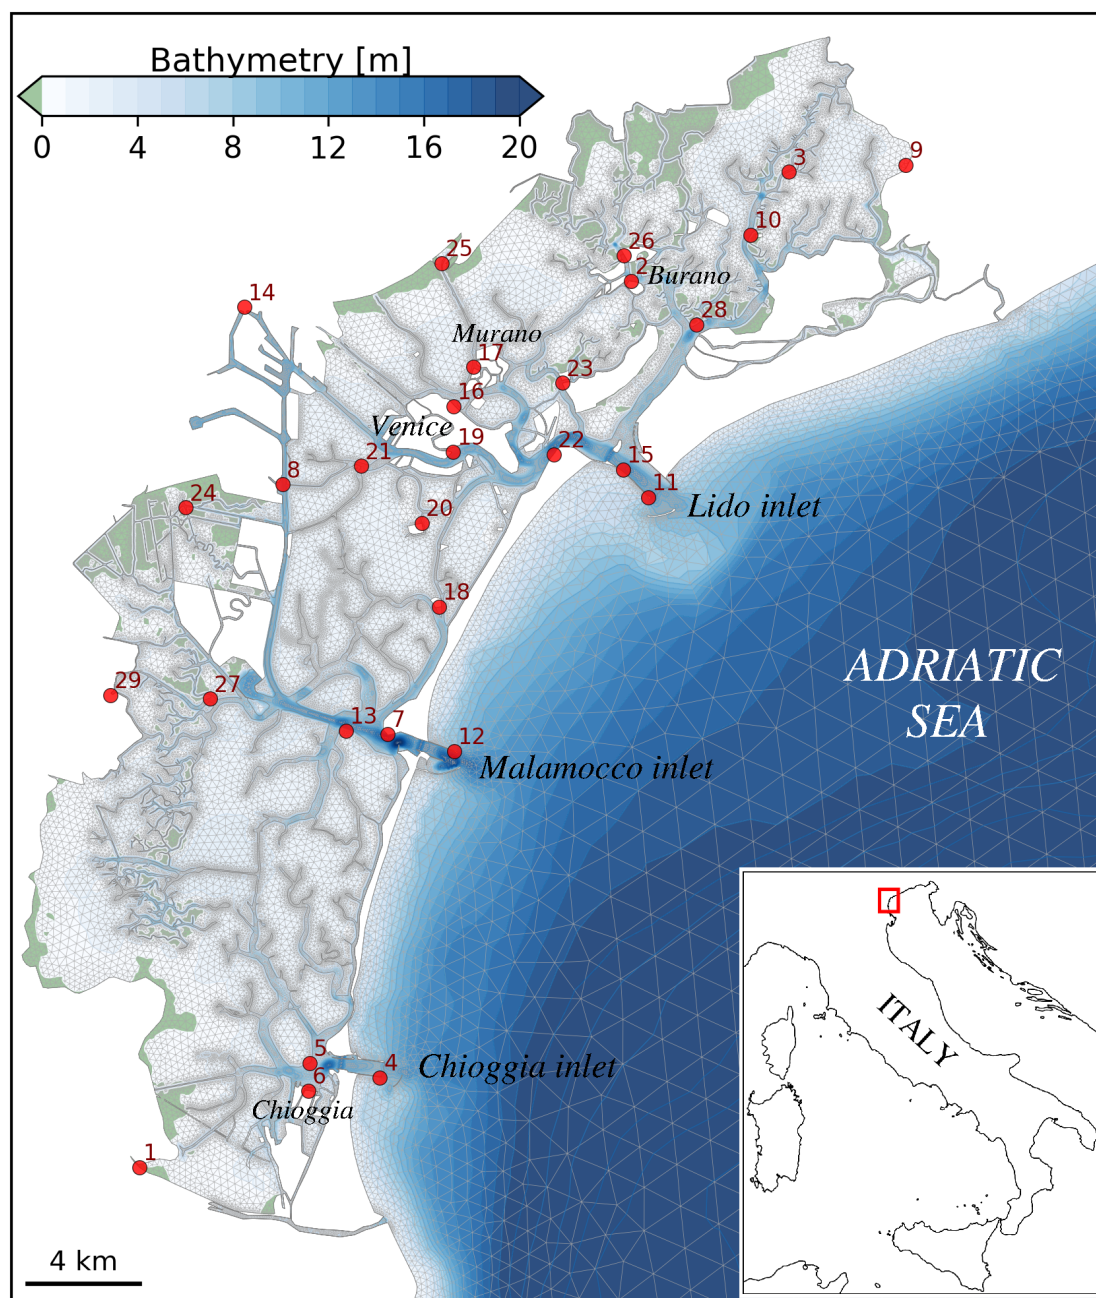 Bathymetry [m]
0 4 8 12 16 20
3
9
10
25
26
2
Burano
14
28
Murano
17
23
16
Venice
19
22
21
15
8
11
Lido inlet
24
20
18
ADRIATIC
SEA
29
27
13
7
12
Malamocco inlet
ITALY
5
4
Chioggia inlet
6
Chioggia
1
4 km